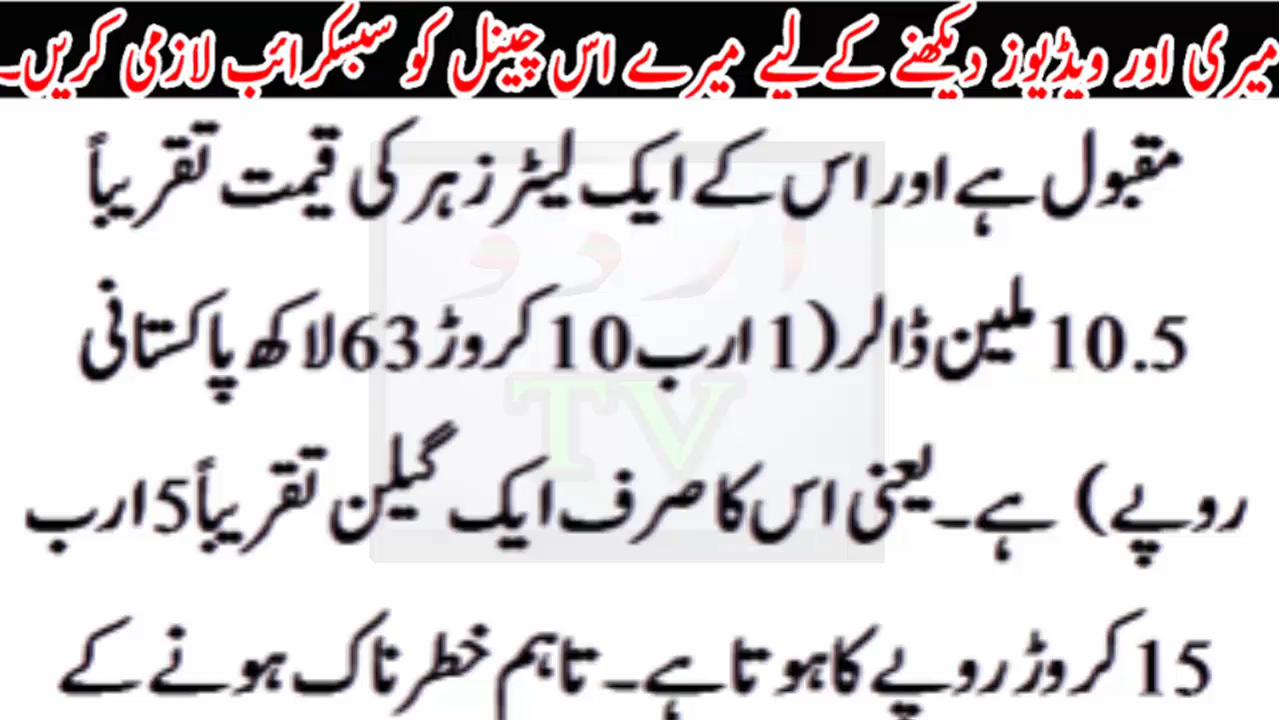 میری اور ویڈیوز دیکھنے کے لیے میرے اس چینل کو سبسکرائب لازمی کریں۔
مقبول ہے اور اس کے ایک لیٹر زہر کی قیمت تقریباً
10.5 ملین ڈالر (1 ارب 10 کروڑ 63 لاکھ پاکستانی
روپے) ہے۔ یعنی اس کا صرف ایک گیلن تقریباً 5 ارب
15 کروڑ روپے کا ہوتا ہے۔ تاہم خطرناک ہونے کے
اردو
TV